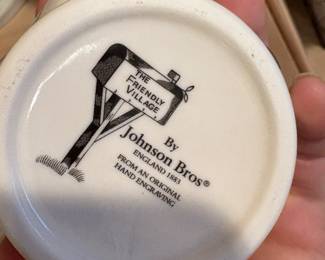 THE
FRIENDLY
VILLAGE
By
Johnson Bros®
ENGLAND 1883
FROM AN ORIGINAL
HAND ENGRAVING